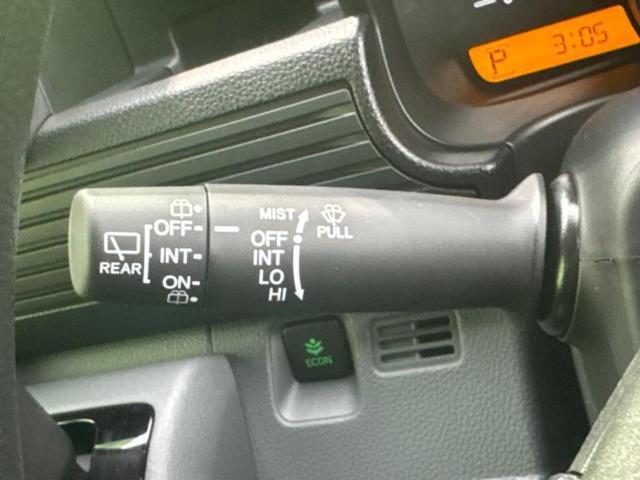 P 3:05
MIST
PULL
OFF
INT
LO
HI
OFF
INT
ON
REAR
ECON